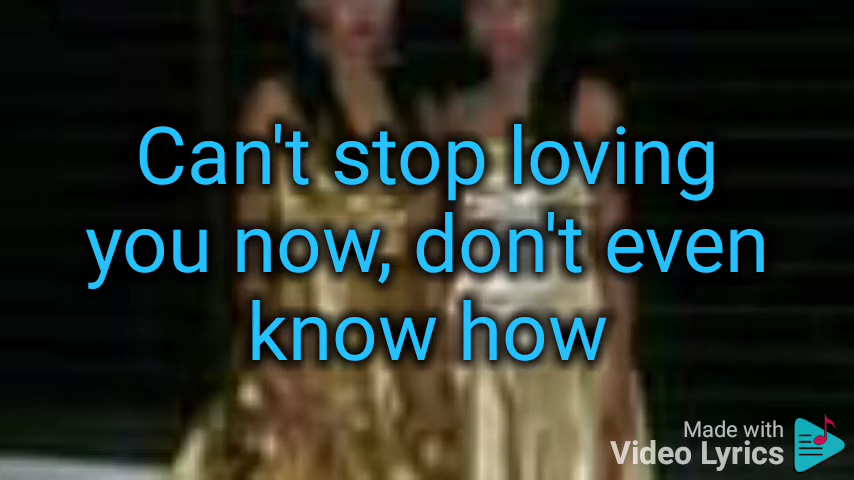 Can't stop loving
you now, don't even
know how
Made with
Video Lyrics